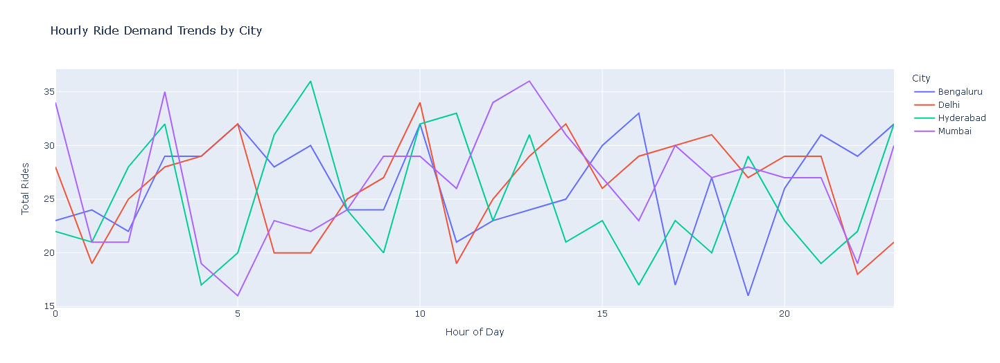 Hourly Ride Demand Trends by City
City
Bengaluru
Delhi
Hyderabad
Mumbai
Total Rides
35
30
25
20
15
0 5 10 15 20
Hour of Day